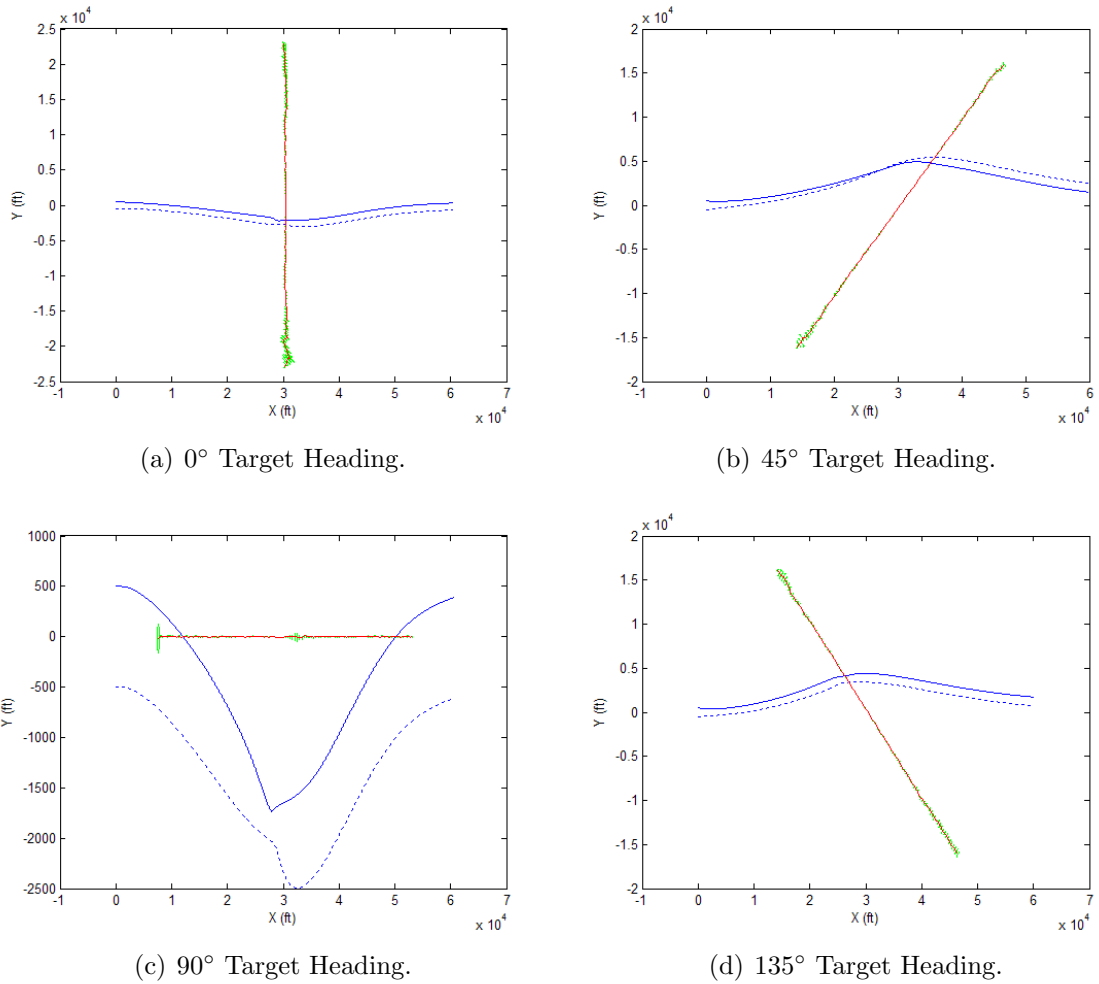 x 10^4
2.5
2
1.5
1
0.5
0
-0.5
-1
-1.5
-2
-2.5
Y (ft)
-1 0 1 2 3 4 5 6 7
X (ft)
x 10^4
(a) 0° Target Heading.
x 10^4
2
1.5
1
0.5
0
-0.5
-1
-1.5
-2
Y (ft)
-1 0 1 2 3 4 5 6
X (ft)
x 10^4
(b) 45° Target Heading.
1000
500
0
-500
-1000
-1500
-2000
-2500
Y (ft)
-1 0 1 2 3 4 5 6 7
X (ft)
x 10^4
(c) 90° Target Heading.
x 10^4
2
1.5
1
0.5
0
-0.5
-1
-1.5
-2
Y (ft)
-1 0 1 2 3 4 5 6 7
X (ft)
x 10^4
(d) 135° Target Heading.